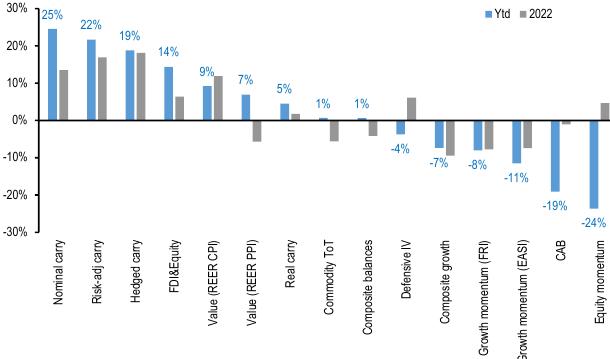 Ytd
2022
30%
20%
10%
0%
-10%
-20%
-30%
25%
22%
19%
14%
9%
7%
5%
1%
1%
-4%
-7%
-8%
-11%
-19%
-24%
Nominal carry
Risk-adj carry
Hedged carry
FDI&Equity
Value (REER CPI)
Value (REER PPI)
Real carry
Commodity ToT
Composite balances
Defensive IV
Composite growth
Growth momentum (FRI)
Growth momentum (EASI)
CAB
Equity momentum